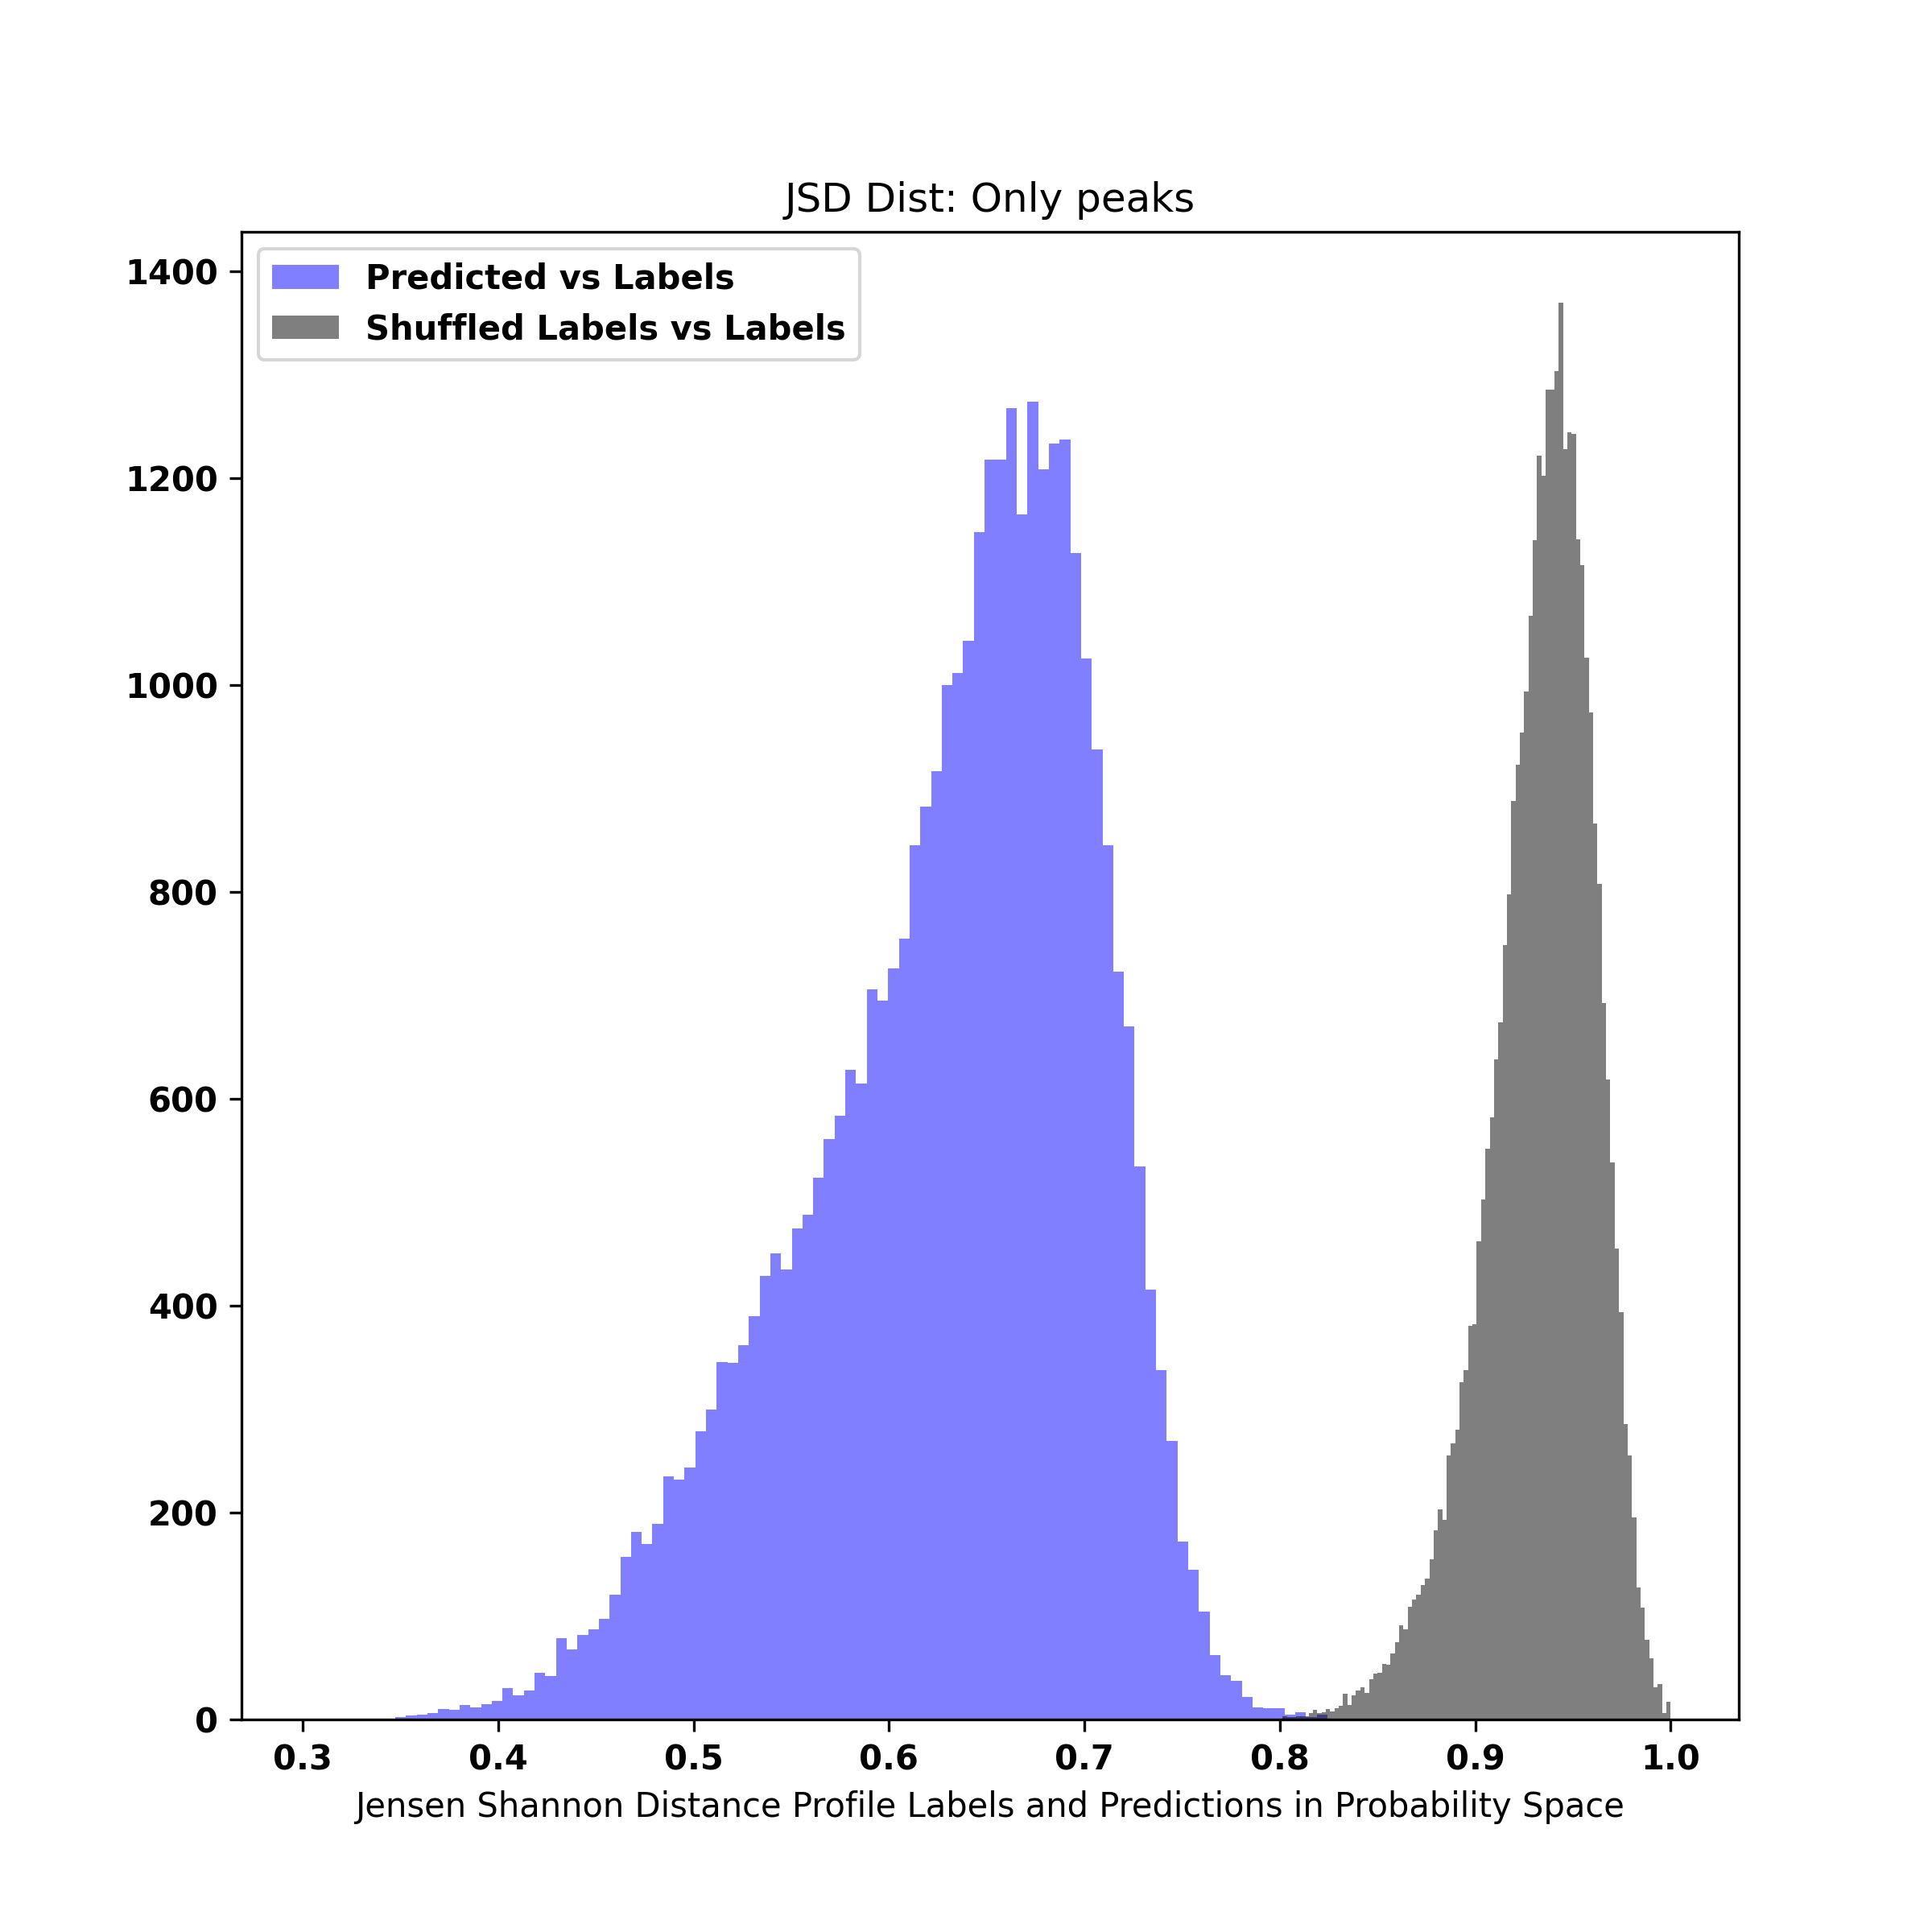 JSD Dist: Only peaks
Predicted vs Labels
Shuffled Labels vs Labels
1400
1200
1000
800
600
400
200
0
0.3 0.4 0.5 0.6 0.7 0.8 0.9 1.0
Jensen Shannon Distance Profile Labels and Predictions in Probability Space